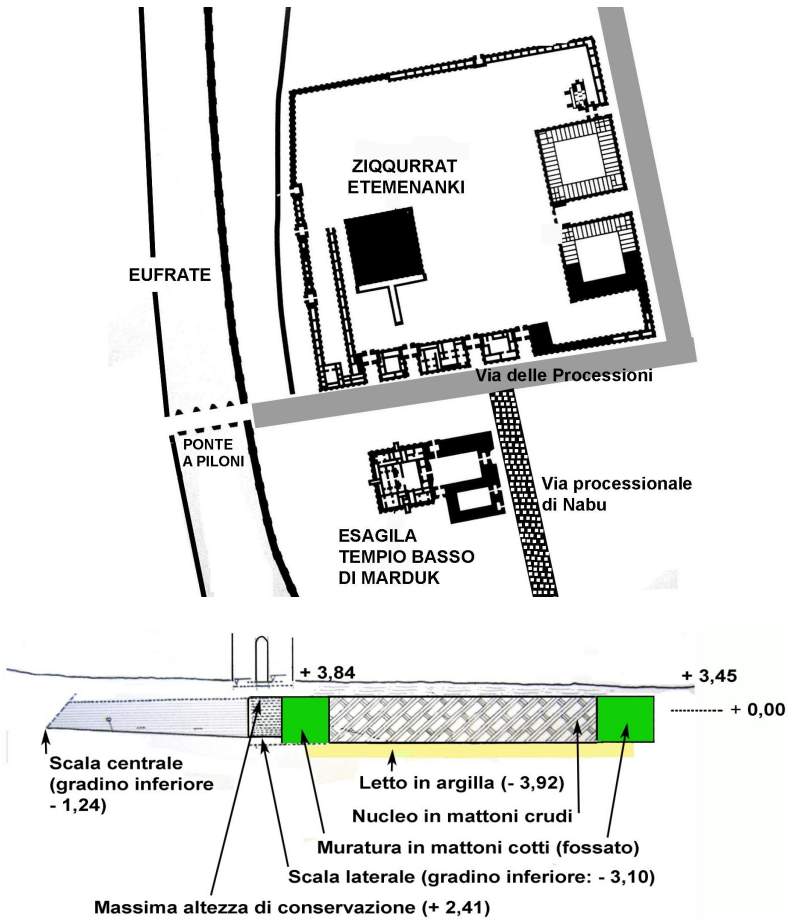 ZIQQURRAT
ETEMENANKI
EUFRATE
Via delle Processioni
PONTE
A PILONI
Via processionale
di Nabu
ESAGILA
TEMPIO BASSO
DI MARDUK
+ 3,84
+ 3,45
+ 0,00
Scala centrale
(gradino inferiore
- 1,24)
Letto in argilla (- 3,92)
Nucleo in mattoni crudi
Muratura in mattoni cotti (fossato)
Scala laterale (gradino inferiore: - 3,10)
Massima altezza di conservazione (+ 2,41)